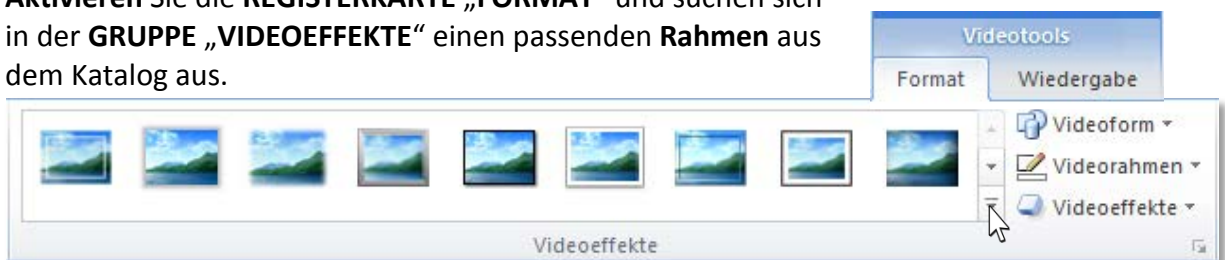 Aktivieren Sie die REGISTERKARTE „FORMAT“ und suchen sich
in der GRUPPE „VIDEOEFFEKTE“ einen passenden Rahmen aus
dem Katalog aus.
Videotools
Format Wiedergabe
Videoform
Videorahmen
Videoeffekte
Videoeffekte